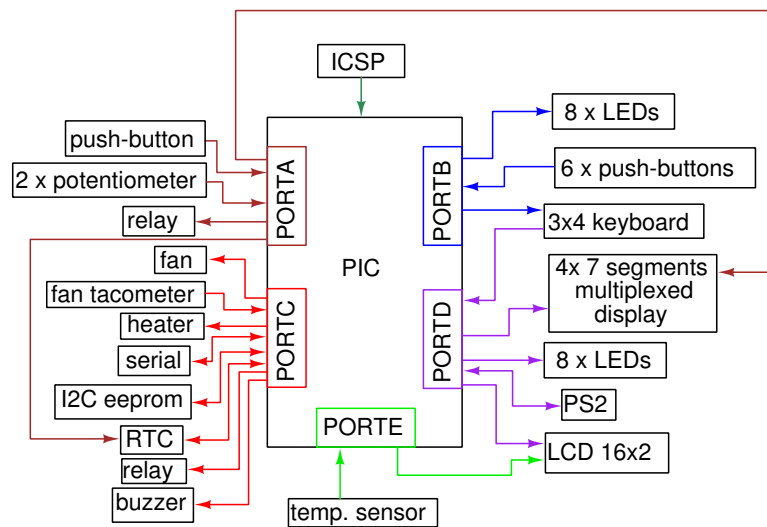 ICSP
8 x LEDs
push-button
6 x push-buttons
2 x potentiometer
PORTA
PORTB
relay
3x4 keyboard
fan
PIC
4x 7 segments
multiplexed
display
fan tacometer
PORTC
PORTD
heater
serial
8 x LEDs
I2C eeprom
PS2
PORTE
RTC
LCD 16x2
relay
buzzer
temp. sensor